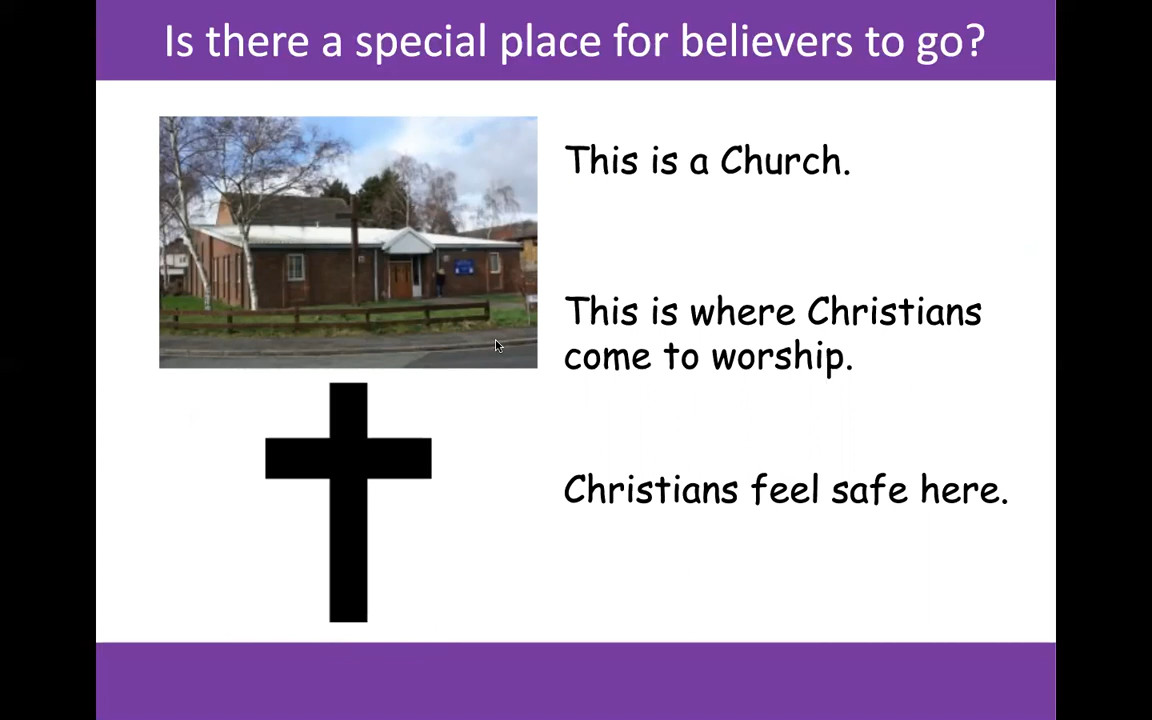 Is there a special place for believers to go?
This is a Church.
This is where Christians
come to worship.
Christians feel safe here.